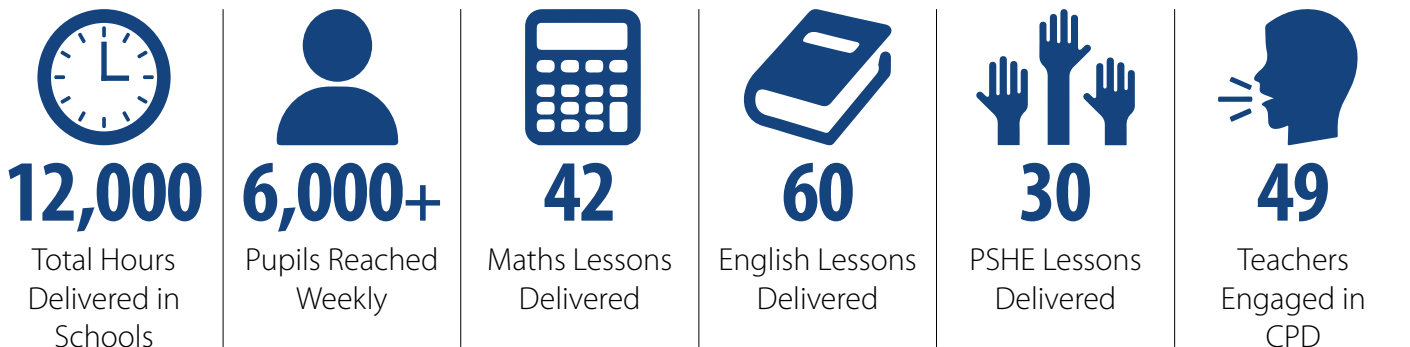 12,000
Total Hours
Delivered in
Schools
6,000+
Pupils Reached
Weekly
42
Maths Lessons
Delivered
60
English Lessons
Delivered
30
PSHE Lessons
Delivered
49
Teachers
Engaged in
CPD